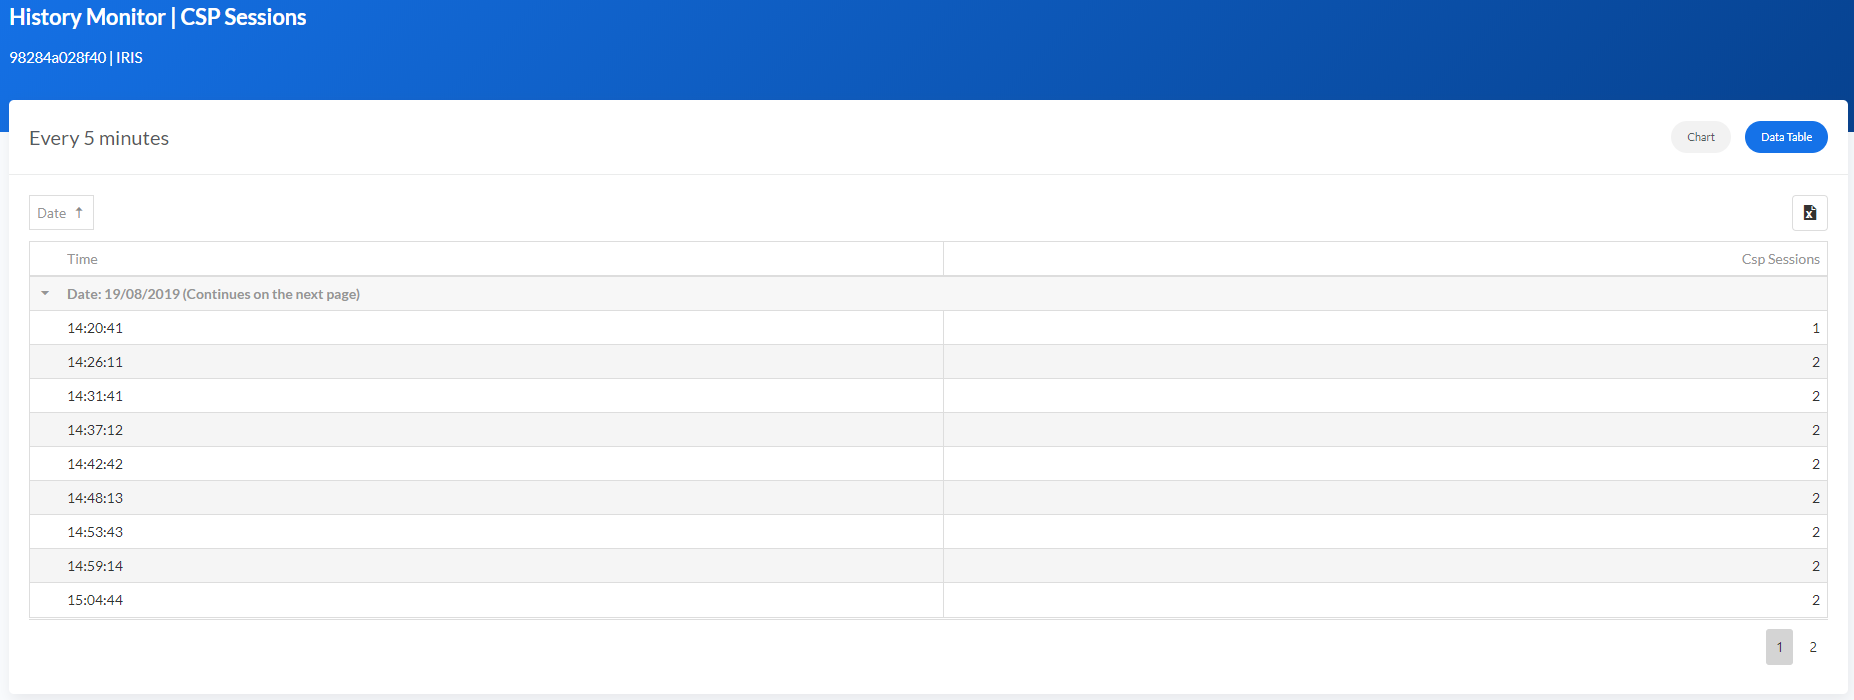 History Monitor | CSP Sessions
98284a028f40 | IRIS
Every 5 minutes
Chart
Data Table
Date ↑
Time Csp Sessions
Date: 19/08/2019 (Continues on the next page)
14:20:41 1
14:26:11 2
14:31:41 2
14:37:12 2
14:42:42 2
14:48:13 2
14:53:43 2
14:59:14 2
15:04:44 2
1 2